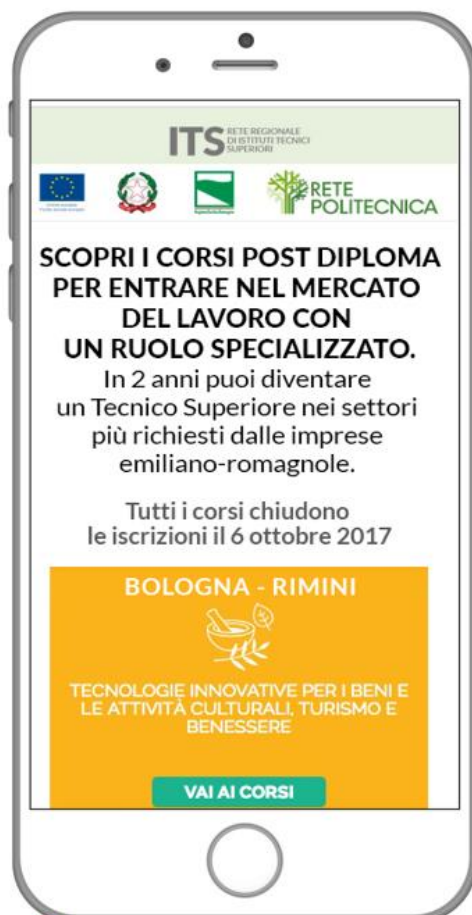 ITS RETE REGIONALE
DI ISTITUTI TECNICI
SUPERIORI
RETE
POLITECNICA
SCOPRI I CORSI POST DIPLOMA
PER ENTRARE NEL MERCATO
DEL LAVORO CON
UN RUOLO SPECIALIZZATO.
In 2 anni puoi diventare
un Tecnico Superiore nei settori
più richiesti dalle imprese
emiliano-romagnole.
Tutti i corsi chiudono
le iscrizioni il 6 ottobre 2017
BOLOGNA - RIMINI
TECNOLOGIE INNOVATIVE PER I BENI E
LE ATTIVITÀ CULTURALI, TURISMO E
BENESSERE
VAI AI CORSI